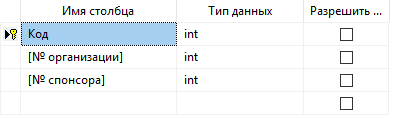 Имя столбца Тип данных Разрешить ...
Код int
[№ организации] int
[№ спонсора] int